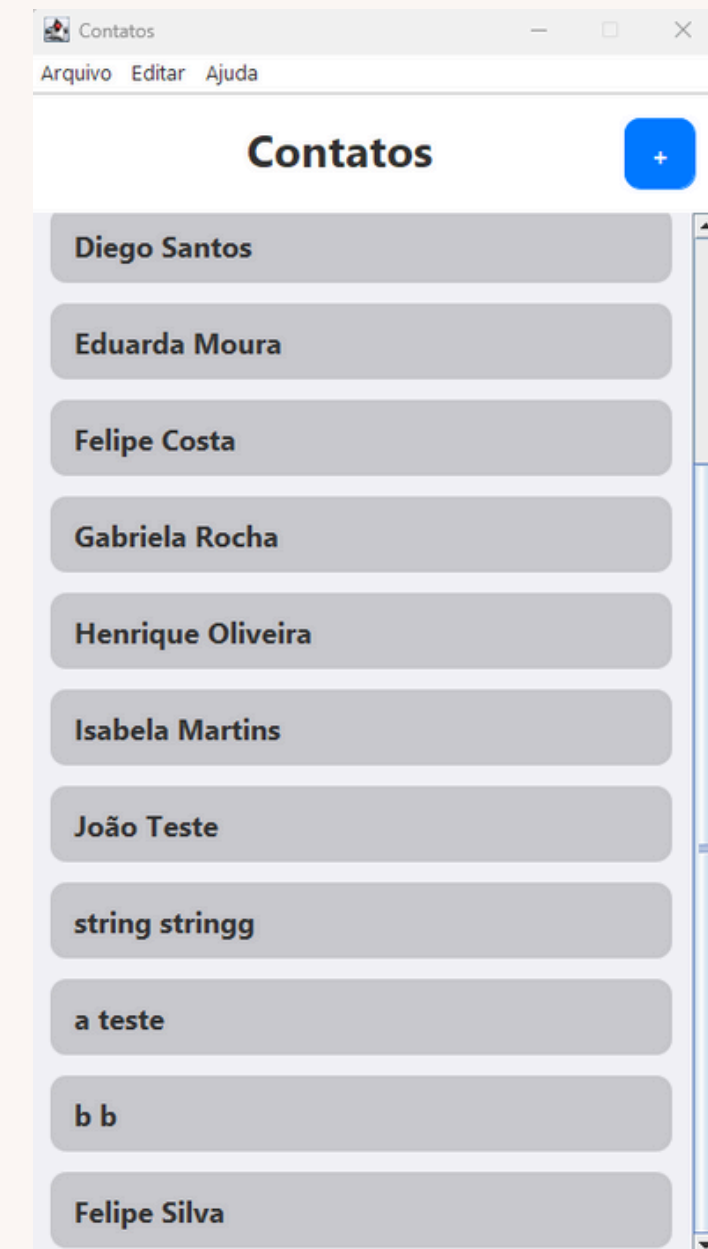 Contatos
Arquivo Editar Ajuda
Contatos
+
Diego Santos
Eduarda Moura
Felipe Costa
Gabriela Rocha
Henrique Oliveira
Isabela Martins
João Teste
string stringg
a teste
b b
Felipe Silva